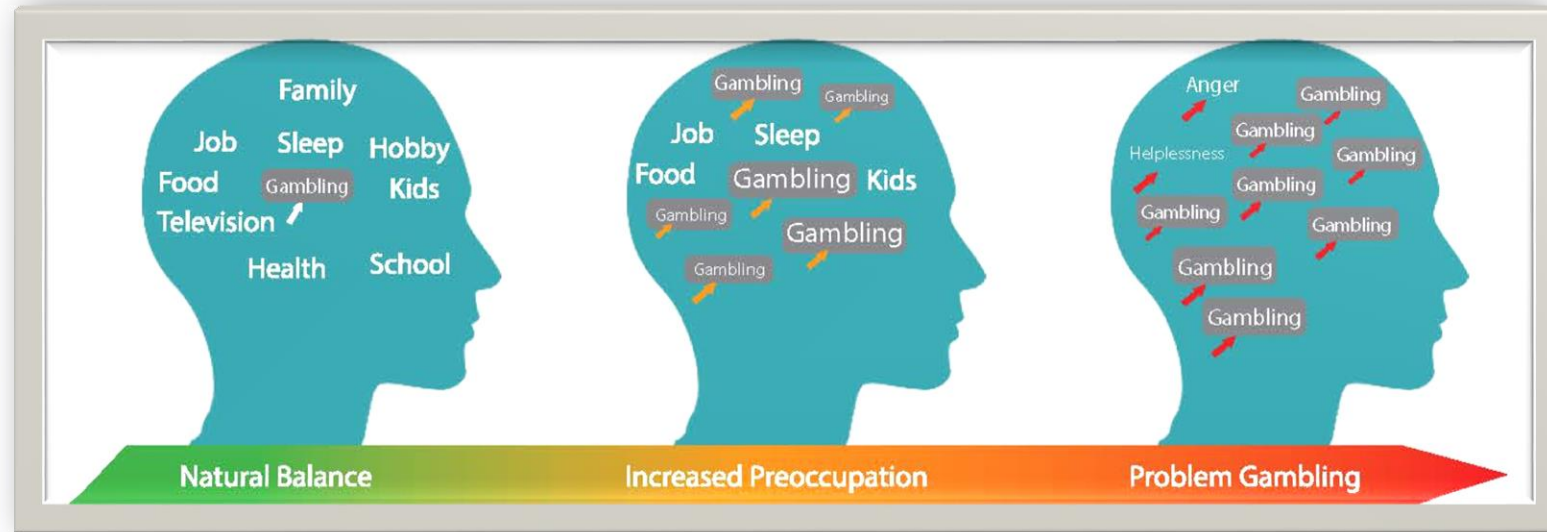 Family
Job
Sleep
Hobby
Food
Gambling
Kids
Television
Health
School
Gambling
Gambling
Job
Sleep
Food
Gambling
Kids
Gambling
Gambling
Gambling
Anger
Gambling
Gambling
Helplessness
Gambling
Gambling
Gambling
Gambling
Gambling
Gambling
Natural Balance
Increased Preoccupation
Problem Gambling